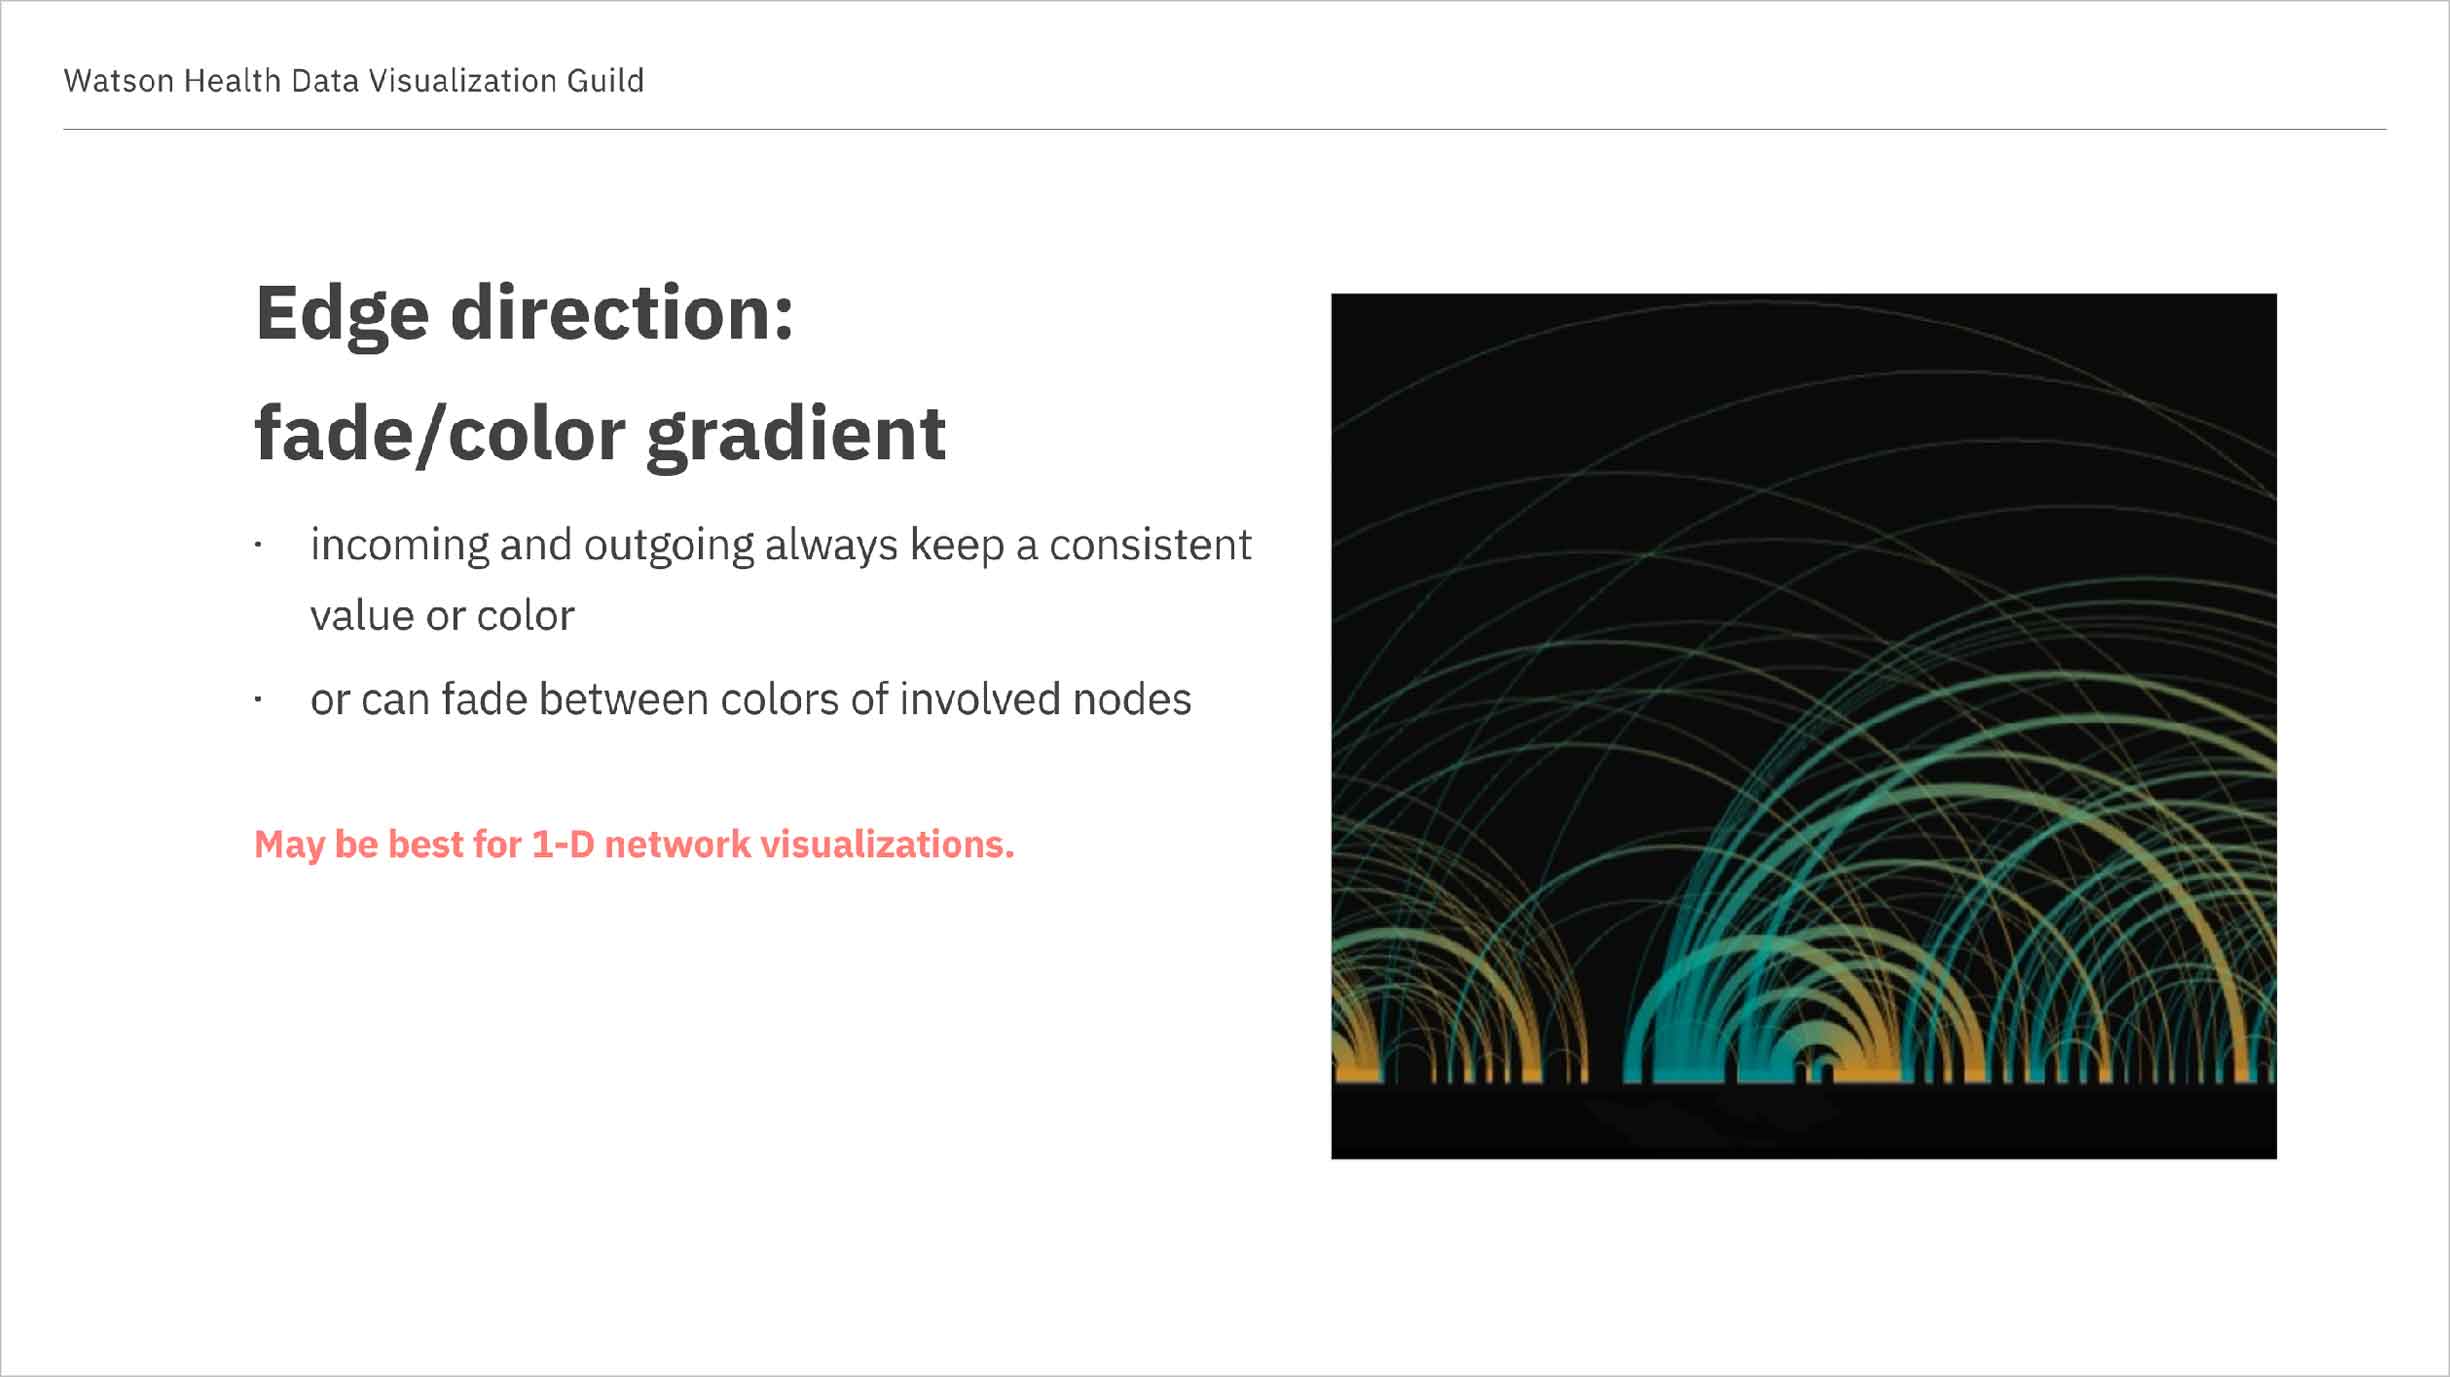 Watson Health Data Visualization Guild
Edge direction:
fade/color gradient
· incoming and outgoing always keep a consistent
value or color
· or can fade between colors of involved nodes
May be best for 1-D network visualizations.